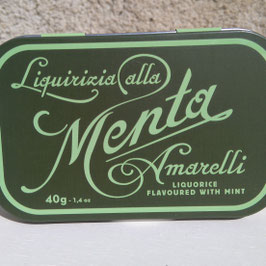 Liquirizia alla
Menta
Amarelli
LIQUORICE
FLAVOURED WITH MINT
40g - 1,4 oz